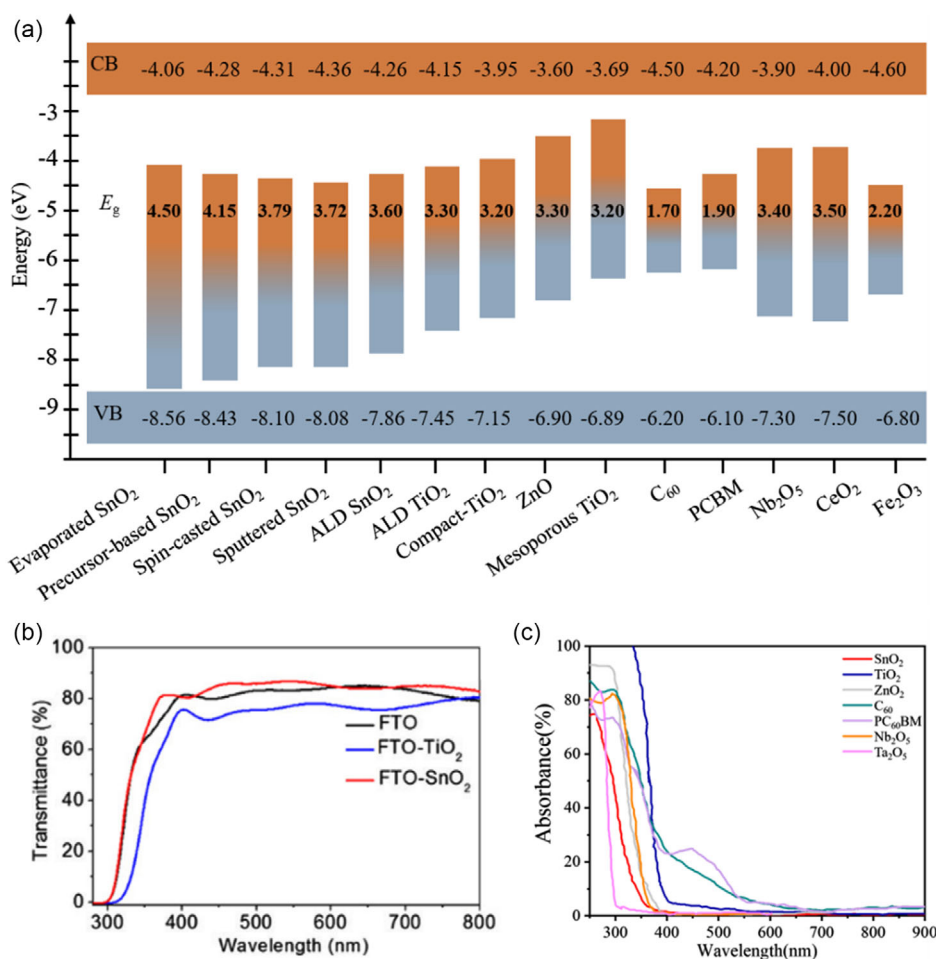 (a)
CB -4.06 -4.28 -4.31 -4.36 -4.26 -4.15 -3.95 -3.60 -3.69 -4.50 -4.20 -3.90 -4.00 -4.60
-3
-4
Eg 4.50 4.15 3.79 3.72 3.60 3.30 3.20 3.30 3.20 1.70 1.90 3.40 3.50 2.20
-5
-6
-7
-8
-9
Energy (eV)
VB -8.56 -8.43 -8.10 -8.08 -7.86 -7.45 -7.15 -6.90 -6.89 -6.20 -6.10 -7.30 -7.50 -6.80
Evaporated SnO₂
Precursor-based SnO₂
Spin-casted SnO₂
Sputtered SnO₂
ALD SnO₂
ALD TiO₂
Compact-TiO₂
ZnO
Mesoporous TiO₂
C₆₀
PCBM
Nb₂O₅
CeO₂
Fe₂O₃
(b)
100
80
60
40
20
0
Transmittance (%)
FTO
FTO-TiO₂
FTO-SnO₂
300 400 500 600 700 800
Wavelength (nm)
(c)
100
80
60
40
20
0
Absorbance(%)
SnO₂
TiO₂
ZnO₂
C₆₀
PC₆₀BM
Nb₂O₅
Ta₂O₅
300 400 500 600 700 800 900
Wavelength(nm)